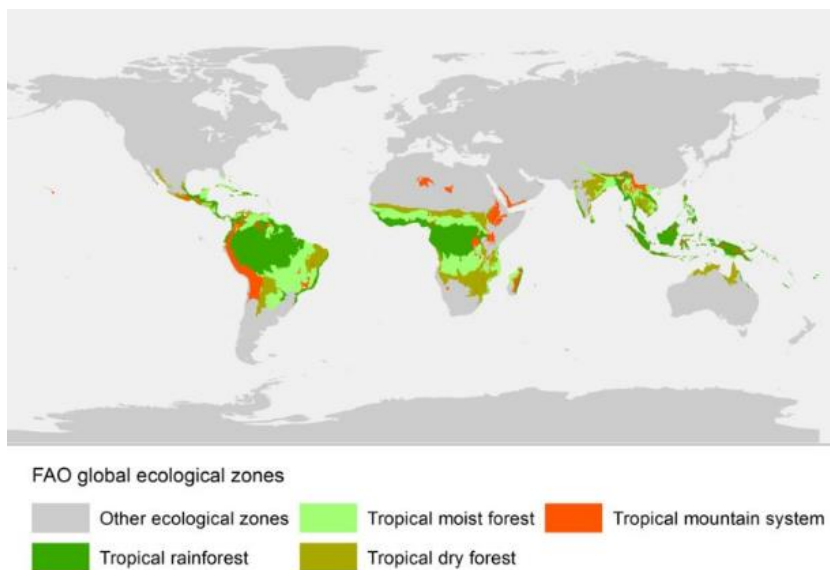 FAO global ecological zones
Other ecological zones
Tropical moist forest
Tropical mountain system
Tropical rainforest
Tropical dry forest